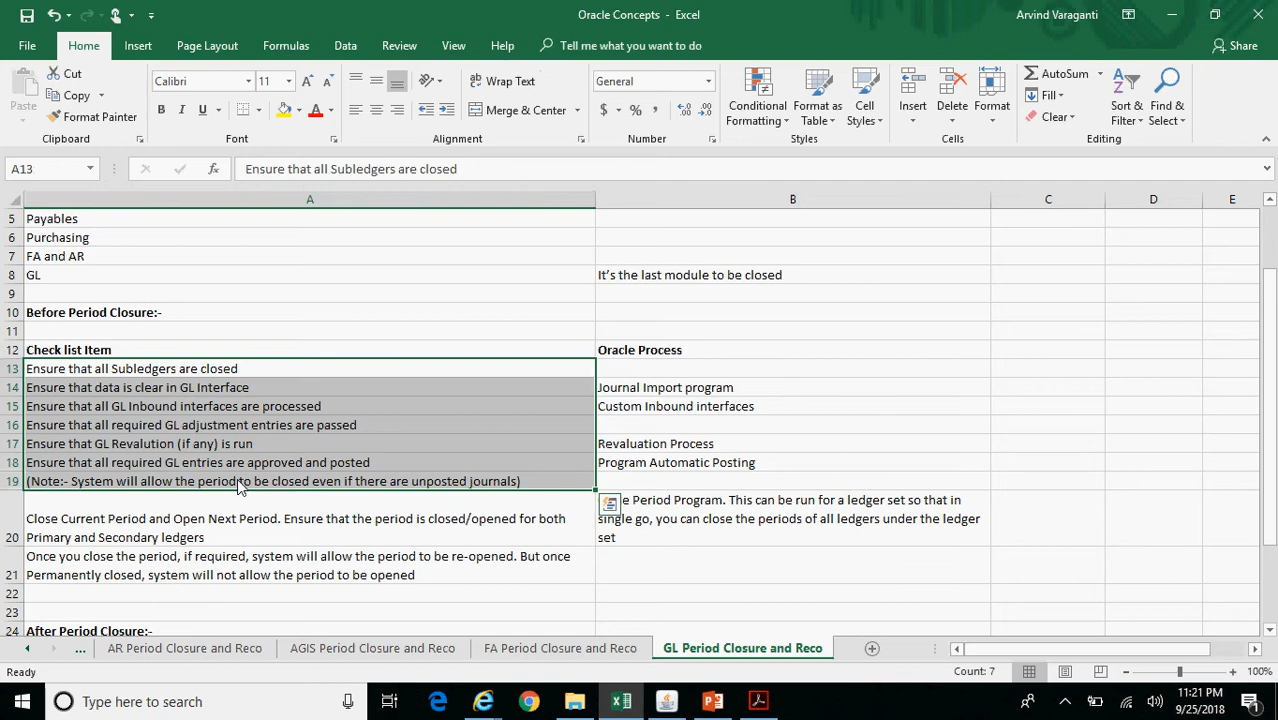 Oracle Concepts - Excel
Arvind Varaganti
File Home Insert Page Layout Formulas Data Review View Help Tell me what you want to do Share
Cut
Copy
Format Painter
Paste
Clipboard
Calibri 11
B I U A
Font
Wrap Text
Merge & Center
Alignment
General
$ % ,
Number
Conditional Formatting
Format as Table
Cell Styles
Styles
Insert Delete Format
Cells
AutoSum
Fill
Clear
Sort & Filter
Find & Select
Editing
A13 fx Ensure that all Subledgers are closed
A B C D E
5 Payables
6 Purchasing
7 FA and AR
8 GL It's the last module to be closed
9
10 Before Period Closure:-
11
12 Check list Item Oracle Process
13 Ensure that all Subledgers are closed
14 Ensure that data is clear in GL Interface Journal Import program
15 Ensure that all GL Inbound interfaces are processed Custom Inbound interfaces
16 Ensure that all required GL adjustment entries are passed
17 Ensure that GL Revalution (if any) is run Revaluation Process
18 Ensure that all required GL entries are approved and posted Program Automatic Posting
19 (Note:- System will allow the period to be closed even if there are unposted journals)
Period Program. This can be run for a ledger set so that in
Close Current Period and Open Next Period. Ensure that the period is closed/opened for both single go, you can close the periods of all ledgers under the ledger
20 Primary and Secondary ledgers set
Once you close the period, if required, system will allow the period to be re-opened. But once
21 Permanently closed, system will not allow the period to be opened
22
23
24 After Period Closure:-
... AR Period Closure and Reco AGIS Period Closure and Reco FA Period Closure and Reco GL Period Closure and Reco
Ready Count: 7 100%
Type here to search
11:21 PM
9/25/2018
1